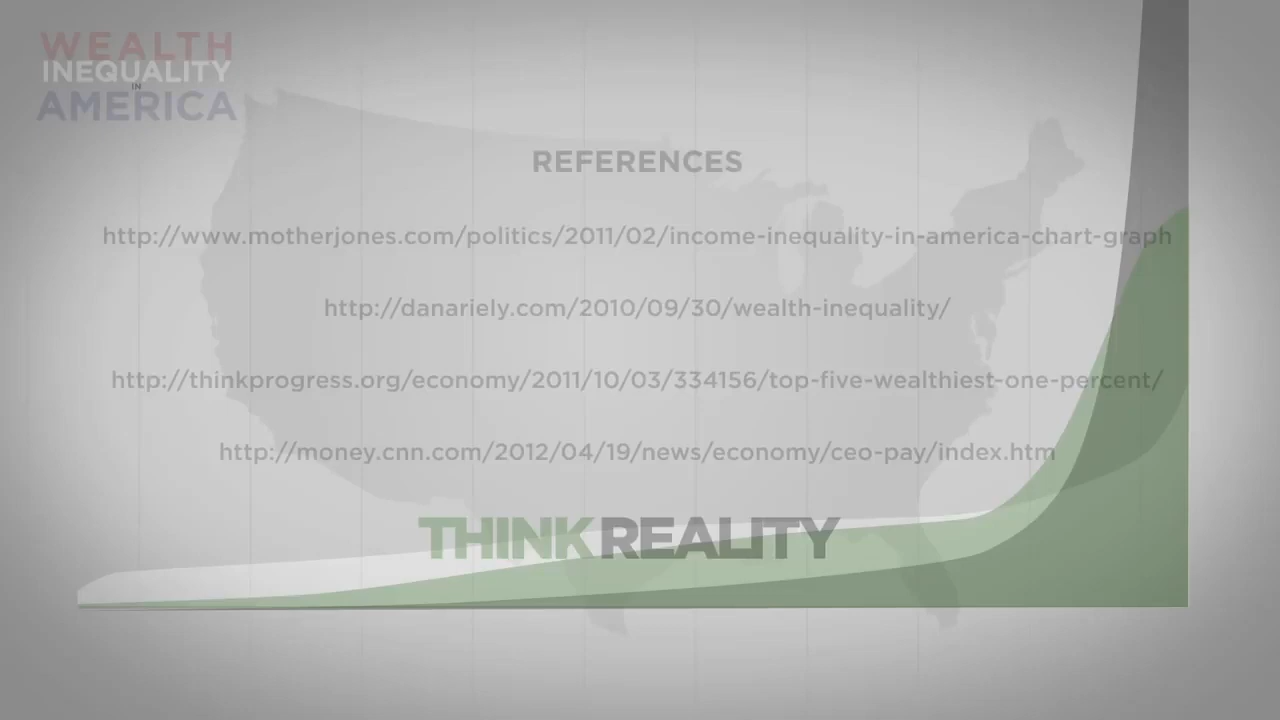 WEALTH
INEQUALITY
IN
AMERICA
REFERENCES
http://www.motherjones.com/politics/2011/02/income-inequality-in-america-chart-graph
http://danariely.com/2010/09/30/wealth-inequality/
http://thinkprogress.org/economy/2011/10/03/334156/top-five-wealthiest-one-percent/
http://money.cnn.com/2012/04/19/news/economy/ceo-pay/index.htm
THINKREALITY